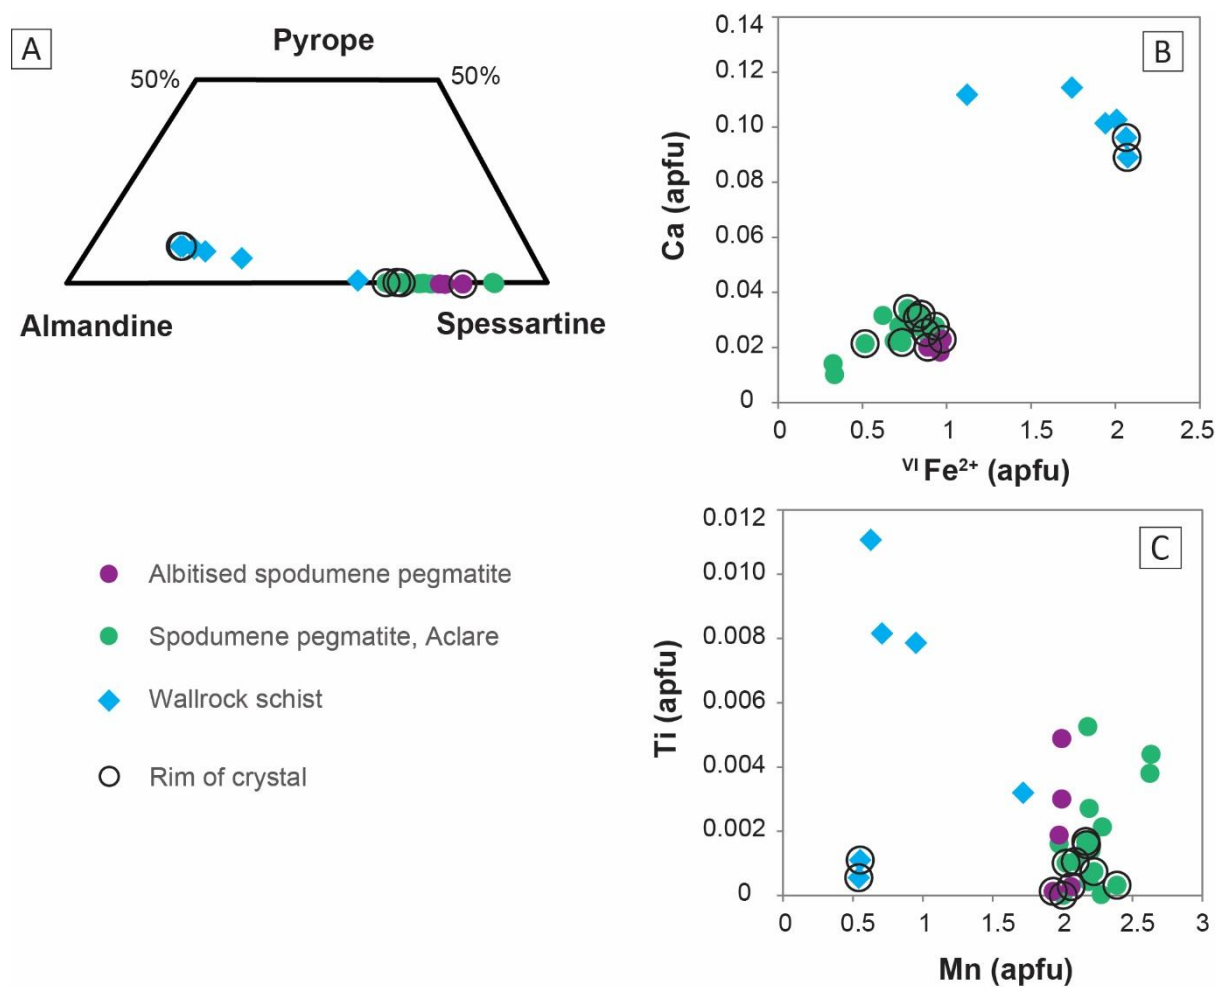 A
Pyrope
50%
50%
Almandine
Spessartine
Albitised spodumene pegmatite
Spodumene pegmatite, Aclare
Wallrock schist
Rim of crystal
B
Ca (apfu)
0.14
0.12
0.10
0.08
0.06
0.04
0.02
0
0 0.5 1 1.5 2 2.5
VI Fe2+ (apfu)
C
Ti (apfu)
0.012
0.010
0.008
0.006
0.004
0.002
0
0 0.5 1 1.5 2 2.5 3
Mn (apfu)